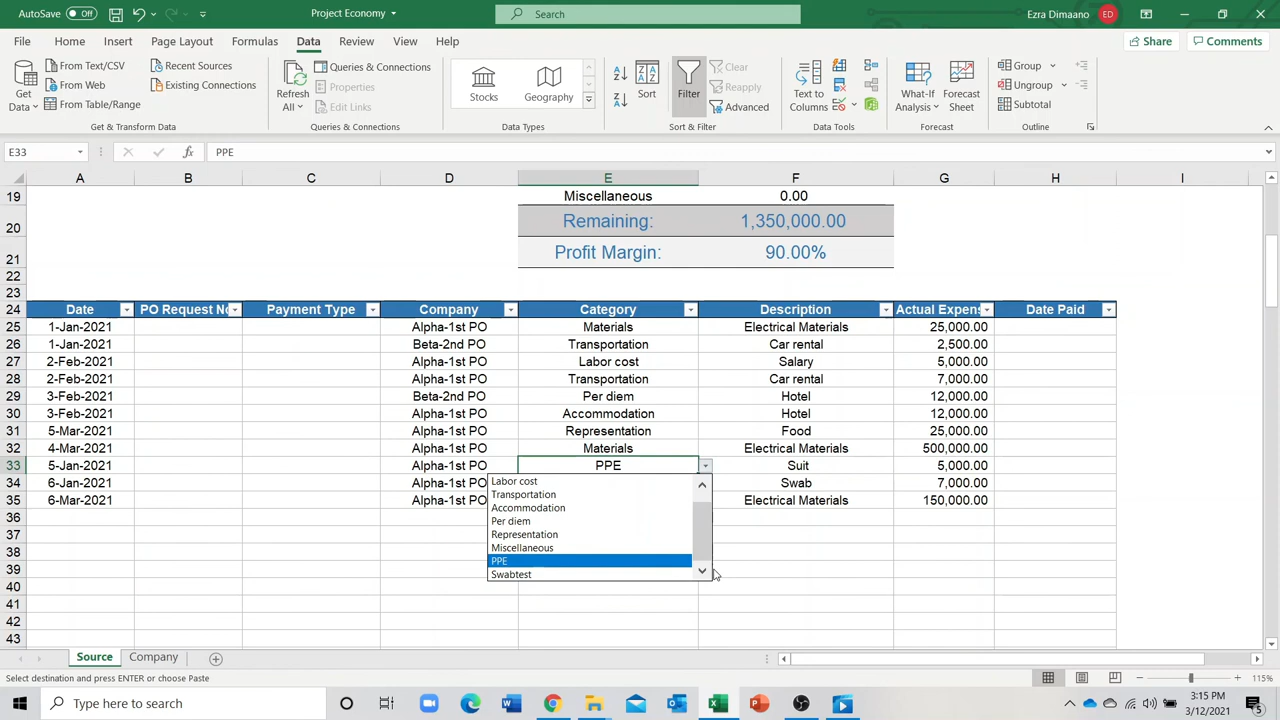 AutoSave Off Project Economy Search Ezra Dimaano ED
File Home Insert Page Layout Formulas Data Review View Help Share Comments
Get Data From Text/CSV From Web From Table/Range Recent Sources Existing Connections
Refresh All Queries & Connections Properties Edit Links
Stocks Geography
Sort Filter Clear Reapply Advanced
Text to Columns What-If Analysis Forecast Sheet Group Ungroup Subtotal
Get & Transform Data Queries & Connections Data Types Sort & Filter Data Tools Forecast Outline
E33 fx PPE
A B C D E F G H I
19 Miscellaneous 0.00
20 Remaining: 1,350,000.00
21 Profit Margin: 90.00%
22
23
24 Date PO Request No Payment Type Company Category Description Actual Expens Date Paid
25 1-Jan-2021 Alpha-1st PO Materials Electrical Materials 25,000.00
26 1-Jan-2021 Beta-2nd PO Transportation Car rental 2,500.00
27 2-Feb-2021 Alpha-1st PO Labor cost Salary 5,000.00
28 2-Feb-2021 Alpha-1st PO Transportation Car rental 7,000.00
29 3-Feb-2021 Beta-2nd PO Per diem Hotel 12,000.00
30 3-Feb-2021 Alpha-1st PO Accommodation Hotel 12,000.00
31 5-Mar-2021 Alpha-1st PO Representation Food 25,000.00
32 4-Mar-2021 Alpha-1st PO Materials Electrical Materials 500,000.00
33 5-Jan-2021 Alpha-1st PO PPE Suit 5,000.00
34 6-Jan-2021 Alpha-1st PO Swab 7,000.00
35 6-Mar-2021 Alpha-1st PO Electrical Materials 150,000.00
Labor cost
Transportation
Accommodation
Per diem
Representation
Miscellaneous
PPE
Swabtest
36
37
38
39
40
41
42
43
Source Company
Select destination and press ENTER or choose Paste 115%
Type here to search 3:15 PM
3/12/2021 5